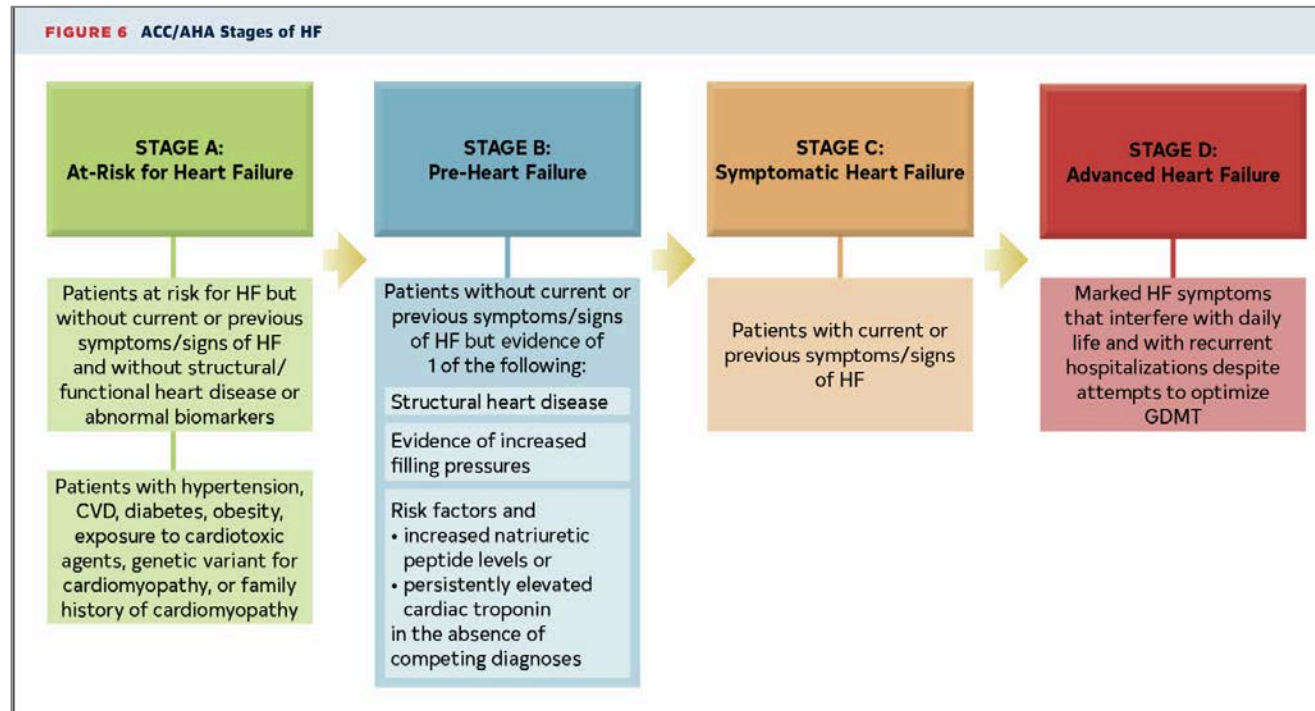 FIGURE 6 ACC/AHA Stages of HF
STAGE A:
At-Risk for Heart Failure
Patients at risk for HF but
without current or previous
symptoms/signs of HF
and without structural/
functional heart disease or
abnormal biomarkers
Patients with hypertension,
CVD, diabetes, obesity,
exposure to cardiotoxic
agents, genetic variant for
cardiomyopathy, or family
history of cardiomyopathy
STAGE B:
Pre-Heart Failure
Patients without current or
previous symptoms/signs
of HF but evidence of
1 of the following:
Structural heart disease
Evidence of increased
filling pressures
Risk factors and
• increased natriuretic
peptide levels or
• persistently elevated
cardiac troponin
in the absence of
competing diagnoses
STAGE C:
Symptomatic Heart Failure
Patients with current or
previous symptoms/signs
of HF
STAGE D:
Advanced Heart Failure
Marked HF symptoms
that interfere with daily
life and with recurrent
hospitalizations despite
attempts to optimize
GDMT